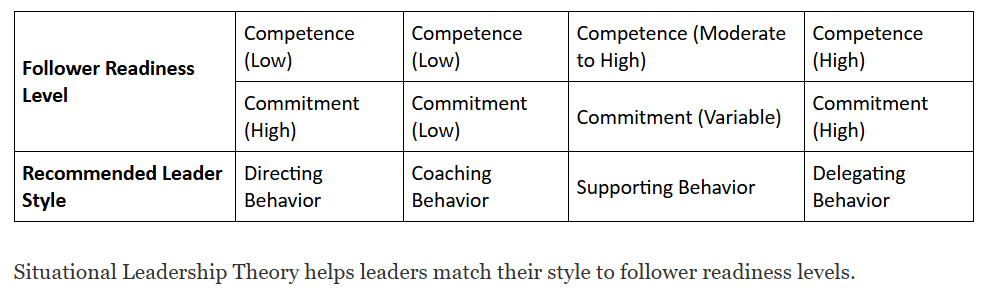 Follower Readiness
Level
Competence
(Low)
Competence
(Low)
Competence (Moderate
to High)
Competence
(High)
Commitment
(High)
Commitment
(Low)
Commitment (Variable)
Commitment
(High)
Recommended Leader
Style
Directing
Behavior
Coaching
Behavior
Supporting Behavior
Delegating
Behavior
Situational Leadership Theory helps leaders match their style to follower readiness levels.